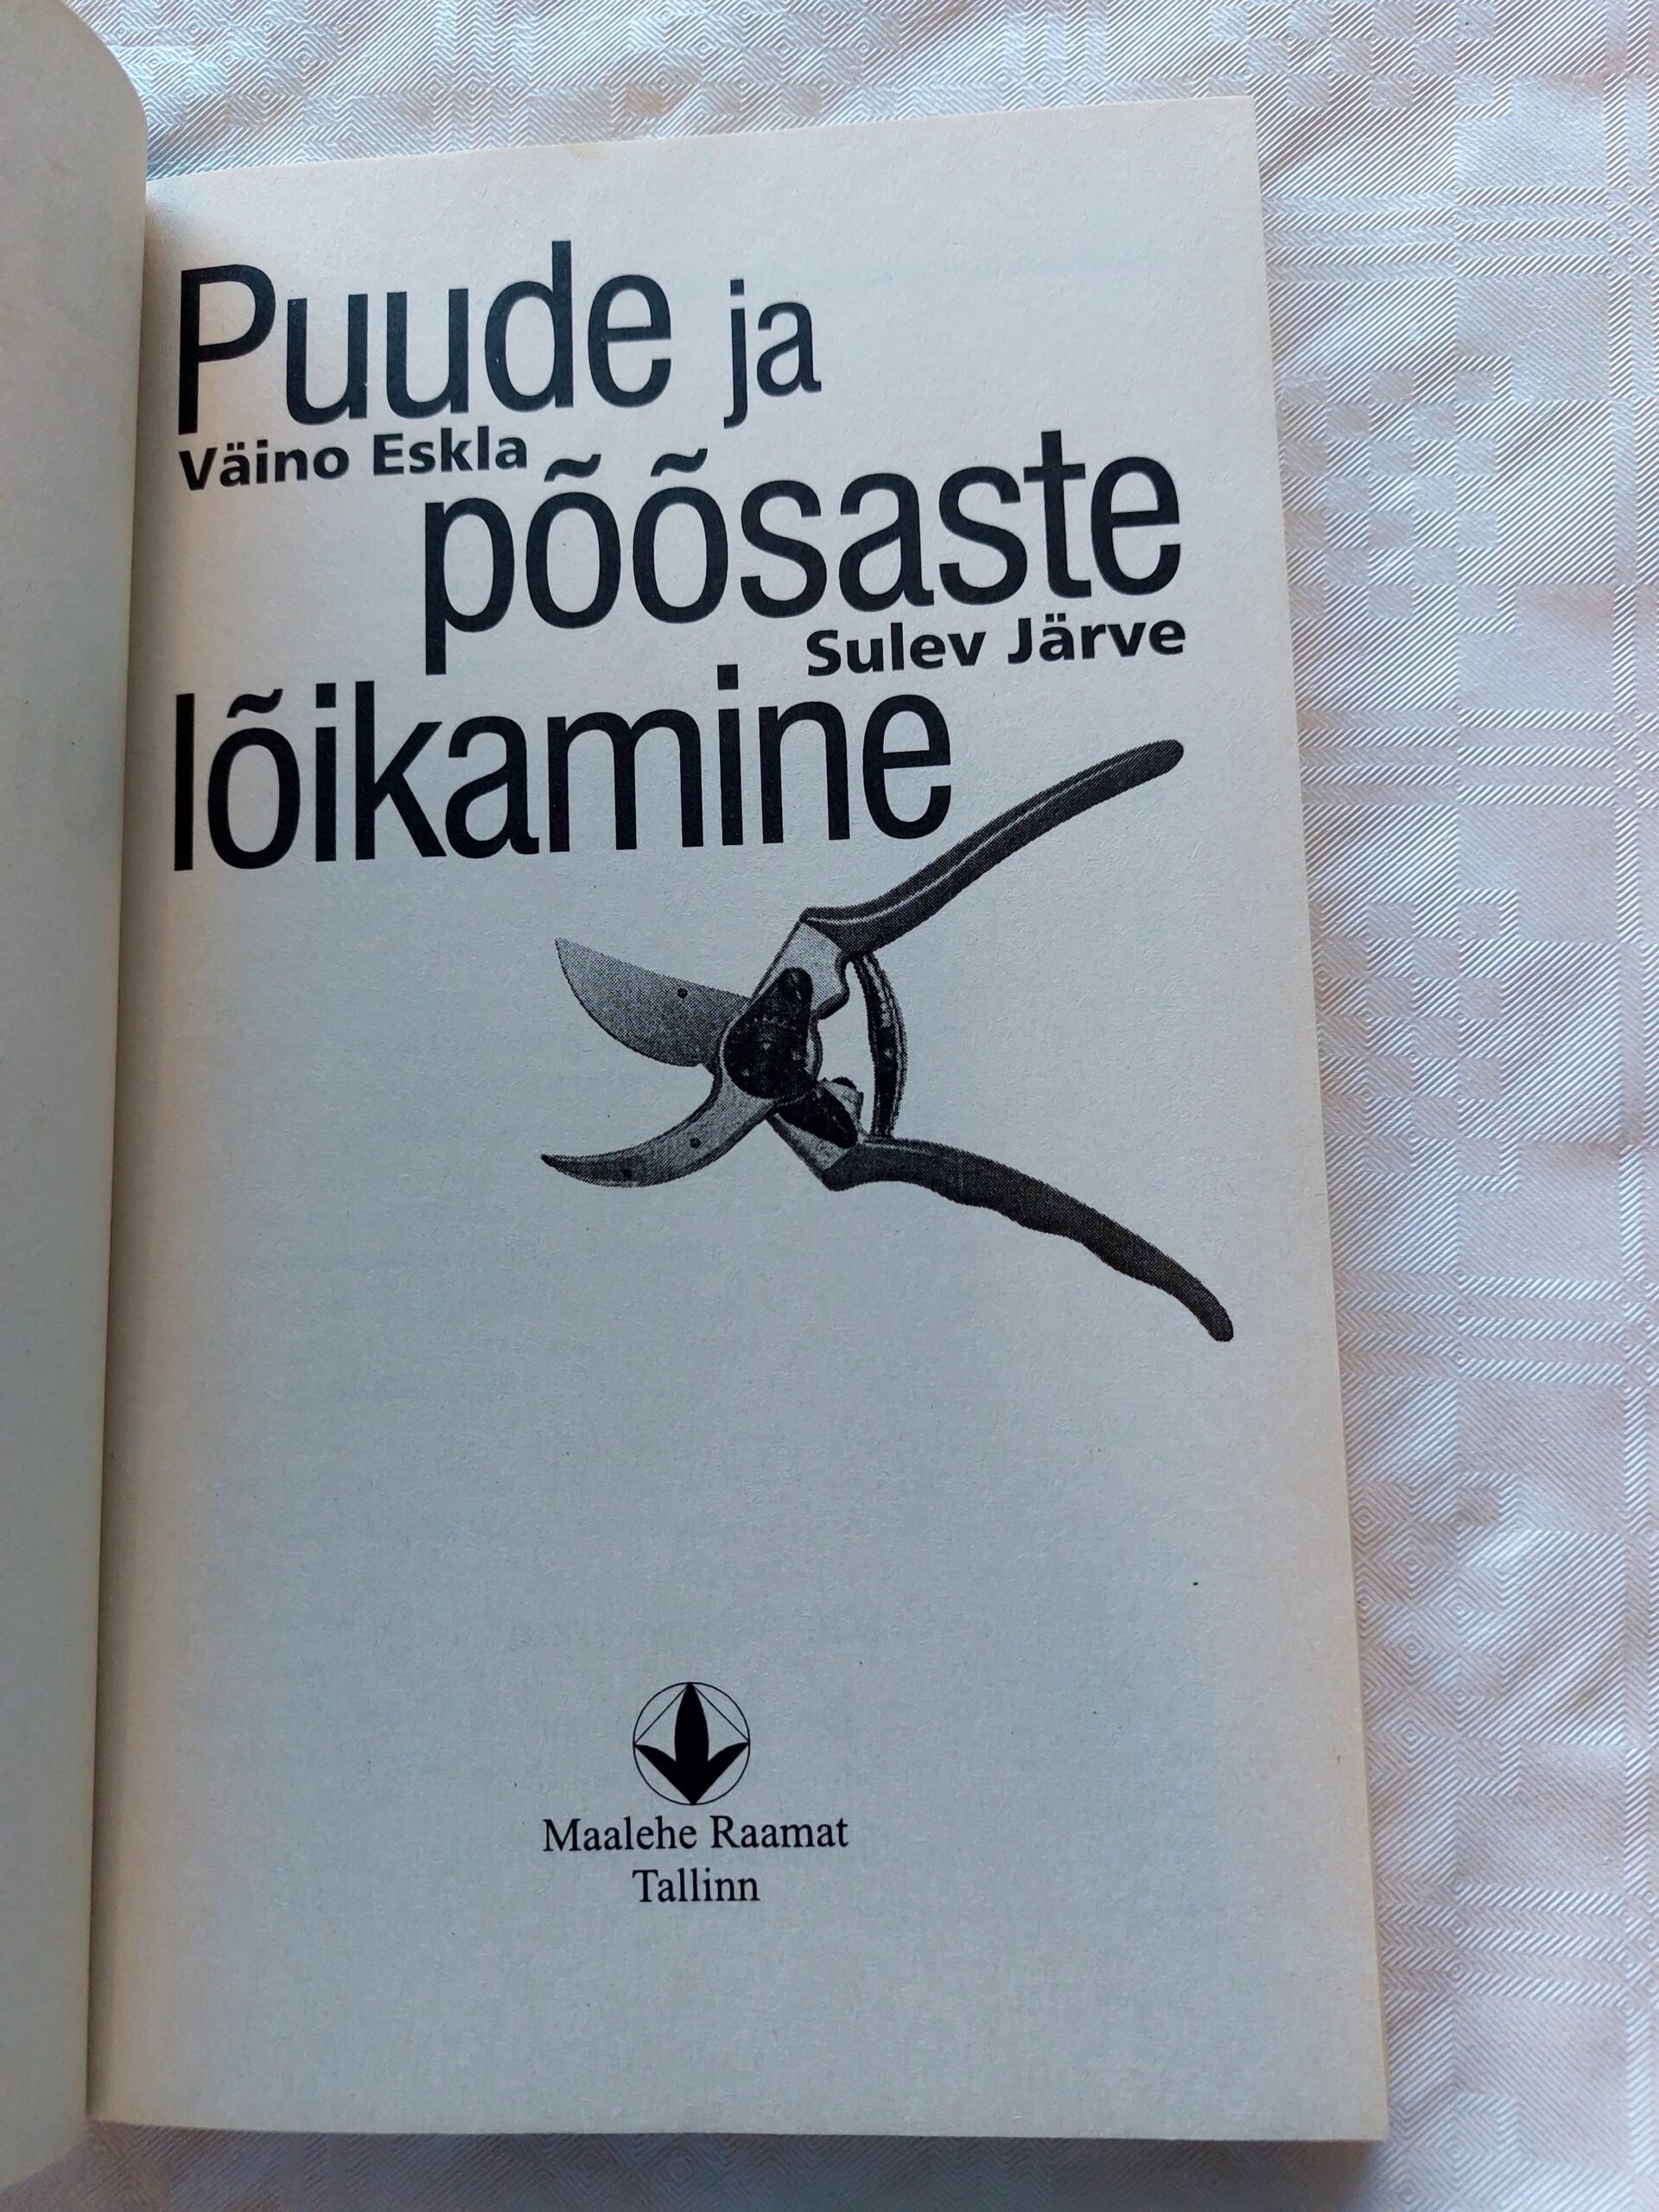 Puude ja
Väino Eskla
põõsaste
Sulev Järve
lõikamine
Maalehe Raamat
Tallinn